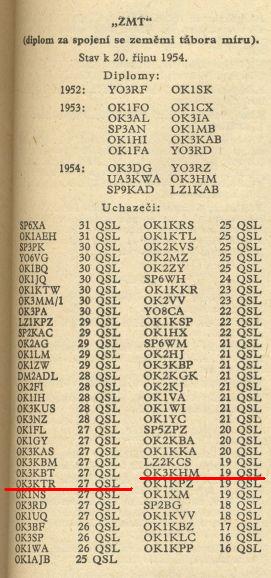 „ZMT“
(diplom za spojení se zeměmi tábora míru).
Stav k 20. říjnu 1954.
Diplomy:
1952: YO3RF OK1SK
1953: OK1FO OK1CX
OK3AL OK3IA
SP3AN OK1MB
OK1HI OK3KAB
OK1FA YO3RD
1954: OK3DG YO3RZ
UA3KWA OK3HM
SP9KAD LZ1KAB
Uchazeči:
SP6XA 31 QSL OK1KRS 25 QSL
OK1AEH 31 QSL OK1KTL 25 QSL
SP3PK 30 QSL OK2KVS 25 QSL
YO6VG 30 QSL OK2MZ 25 QSL
OK1BQ 30 QSL OK2ZY 25 QSL
OK1JQ 30 QSL SP6WH 24 QSL
OK1KTW 30 QSL OK1KKR 23 QSL
OK3MM/1 30 QSL OK2VV 23 QSL
OK3PA 30 QSL YO8CA 22 QSL
LZ1KPZ 29 QSL OK1KSP 22 QSL
SP2KAC 29 QSL OK1HX 22 QSL
OK2AG 29 QSL SP6WM 21 QSL
OK1LM 29 QSL OK2HJ 21 QSL
OK1ZW 29 QSL OK3KBP 21 QSL
DM2ADL 28 QSL OK2KGK 21 QSL
OK2FI 28 QSL OK2KJ 21 QSL
OK1IH 28 QSL OK1VA 21 QSL
OK3KUS 28 QSL OK1WI 21 QSL
OK3NZ 28 QSL OK1YC 21 QSL
OK1FL 27 QSL SP5ZPZ 20 QSL
OK1GY 27 QSL OK2KBA 20 QSL
OK3KAS 27 QSL OK1KKA 20 QSL
OK3KBM 27 QSL LZ2KCS 19 QSL
OK3KBT 27 QSL OK3KHM 19 QSL
OK3KTR 27 QSL OK1KPZ 19 QSL
OK1NS 27 QSL OK1XM 19 QSL
OK3RD 27 QSL SP2BG 18 QSL
OK1UQ 27 QSL OK1KVV 18 QSL
OK3BF 26 QSL OK1KBZ 17 QSL
OK3SP 26 QSL OK1KLC 16 QSL
OK1WA 26 QSL OK1KPP 16 QSL
OK1AJB 25 QSL